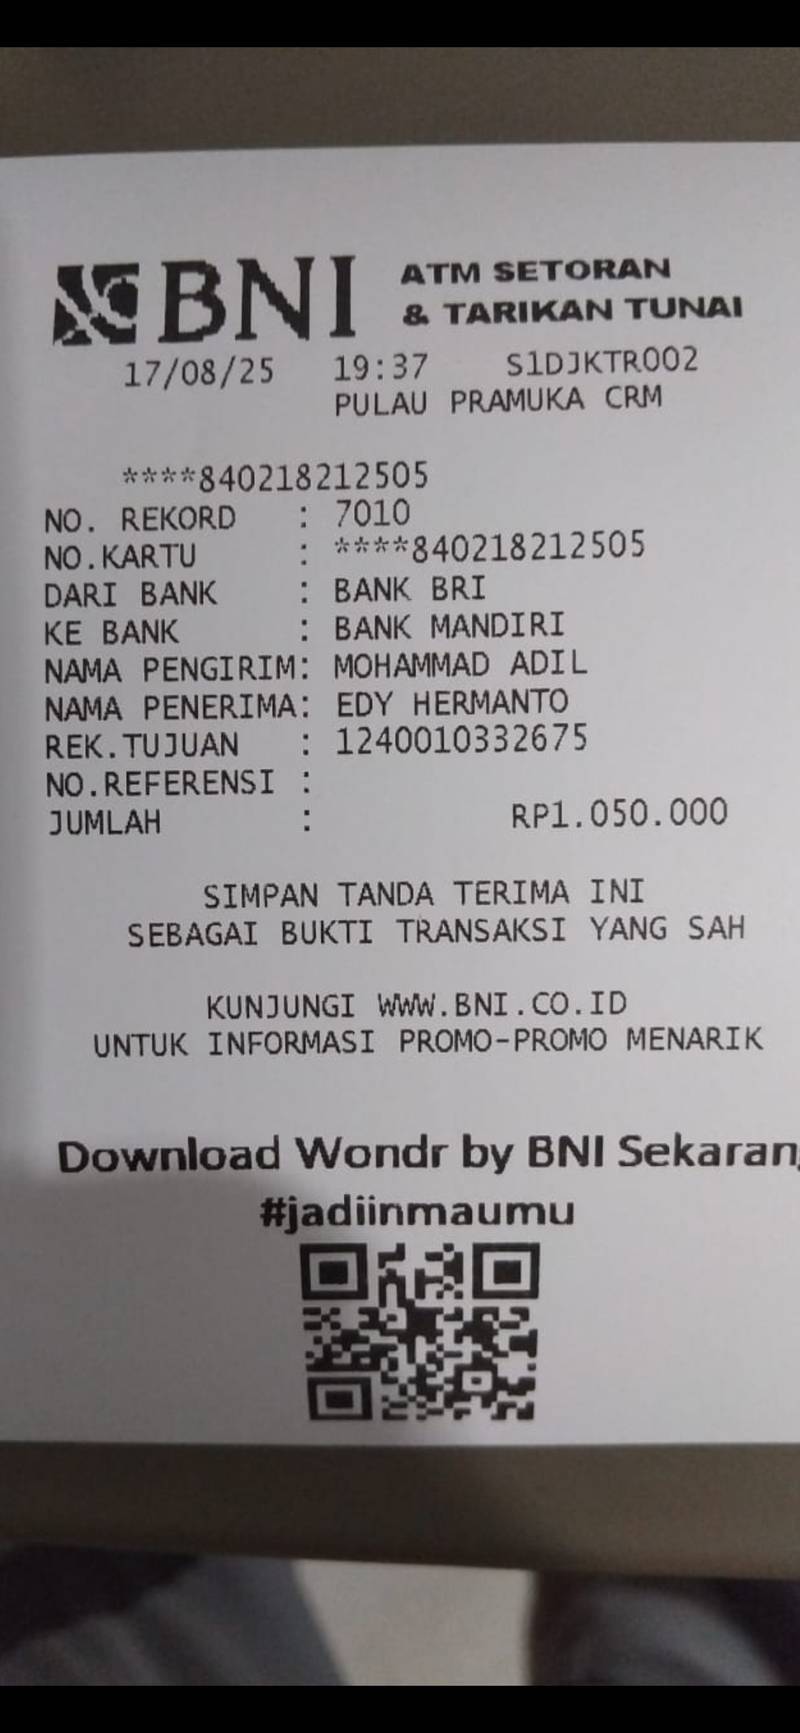 BNI ATM SETORAN
& TARIKAN TUNAI
17/08/25 19:37 S1DJKTR002
PULAU PRAMUKA CRM
****840218212505
NO. REKORD : 7010
NO.KARTU : ****840218212505
DARI BANK : BANK BRI
KE BANK : BANK MANDIRI
NAMA PENGIRIM: MOHAMMAD ADIL
NAMA PENERIMA: EDY HERMANTO
REK.TUJUAN : 1240010332675
NO.REFERENSI :
JUMLAH : RP1.050.000
SIMPAN TANDA TERIMA INI
SEBAGAI BUKTI TRANSAKSI YANG SAH
KUNJUNGI WWW.BNI.CO.ID
UNTUK INFORMASI PROMO-PROMO MENARIK
Download Wondr by BNI Sekaran
#jadiinmaumu